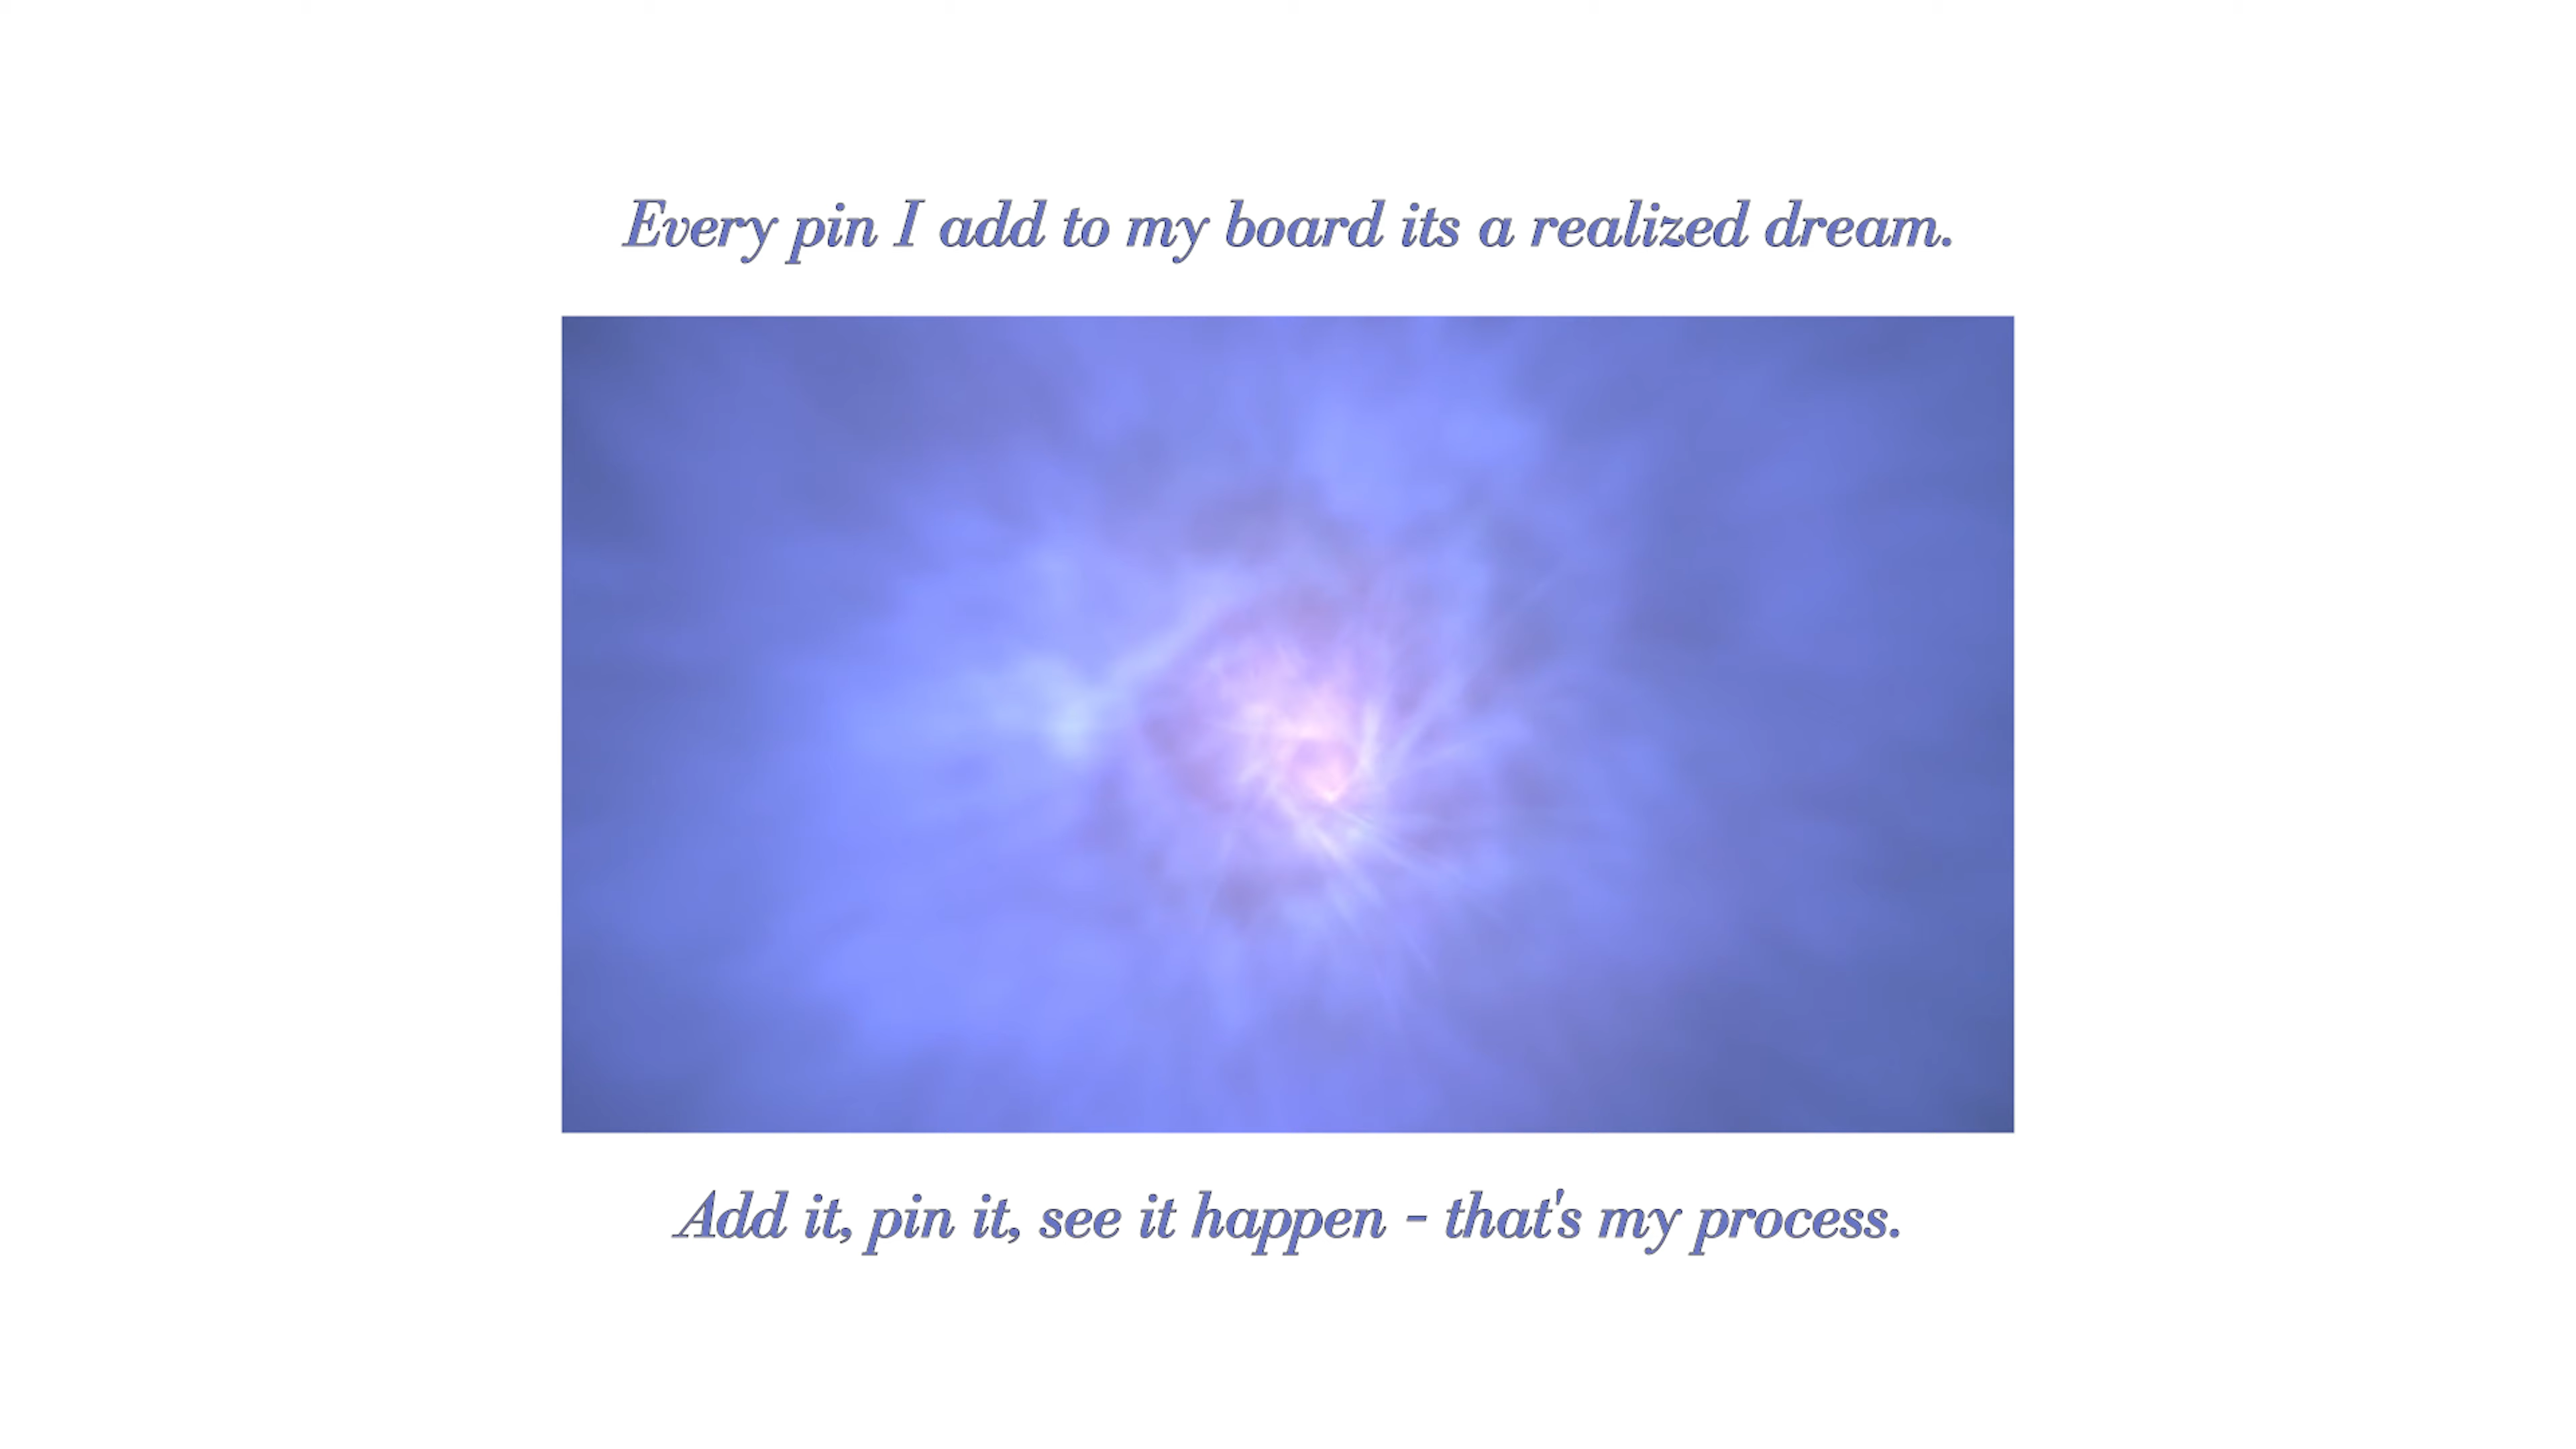 Every pin I add to my board its a realized dream.
Add it, pin it, see it happen - that's my process.